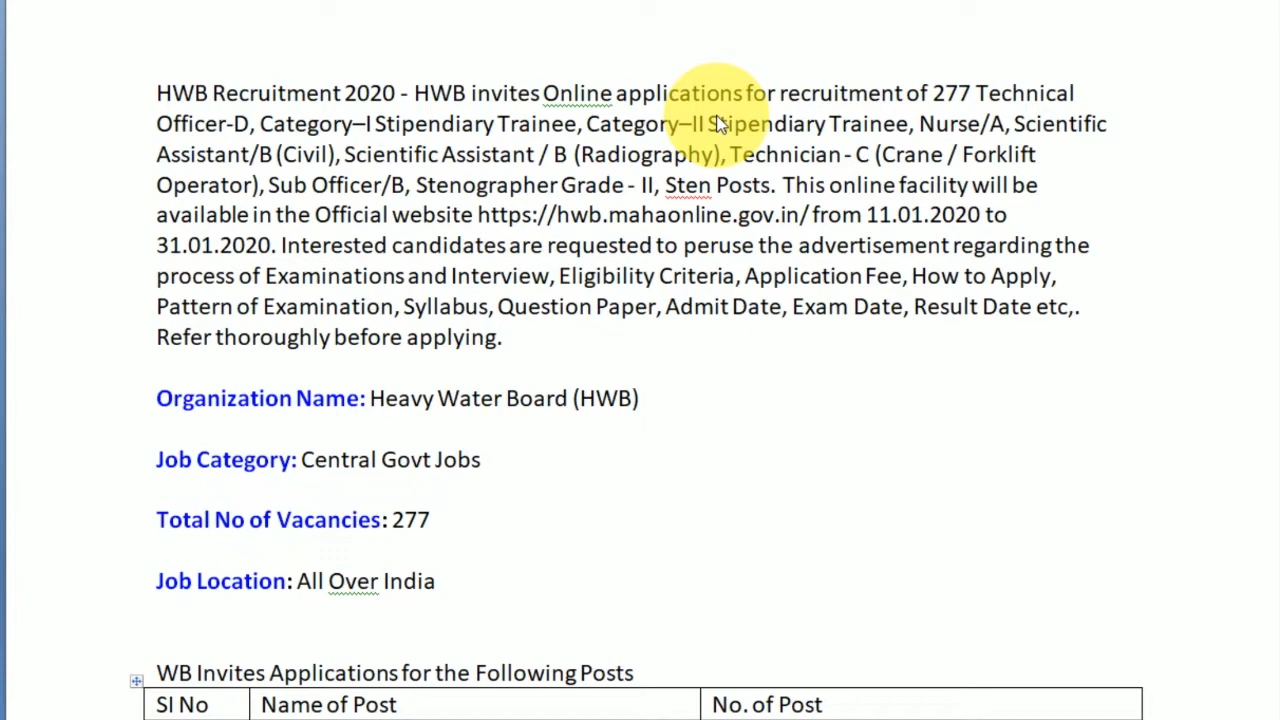 HWB Recruitment 2020 - HWB invites Online applications for recruitment of 277 Technical
Officer-D, Category–I Stipendiary Trainee, Category–II Stipendiary Trainee, Nurse/A, Scientific
Assistant/B (Civil), Scientific Assistant / B (Radiography), Technician - C (Crane / Forklift
Operator), Sub Officer/B, Stenographer Grade - II, Sten Posts. This online facility will be
available in the Official website https://hwb.mahaonline.gov.in/ from 11.01.2020 to
31.01.2020. Interested candidates are requested to peruse the advertisement regarding the
process of Examinations and Interview, Eligibility Criteria, Application Fee, How to Apply,
Pattern of Examination, Syllabus, Question Paper, Admit Date, Exam Date, Result Date etc,.
Refer thoroughly before applying.
Organization Name: Heavy Water Board (HWB)
Job Category: Central Govt Jobs
Total No of Vacancies: 277
Job Location: All Over India
WB Invites Applications for the Following Posts
Sl No Name of Post No. of Post